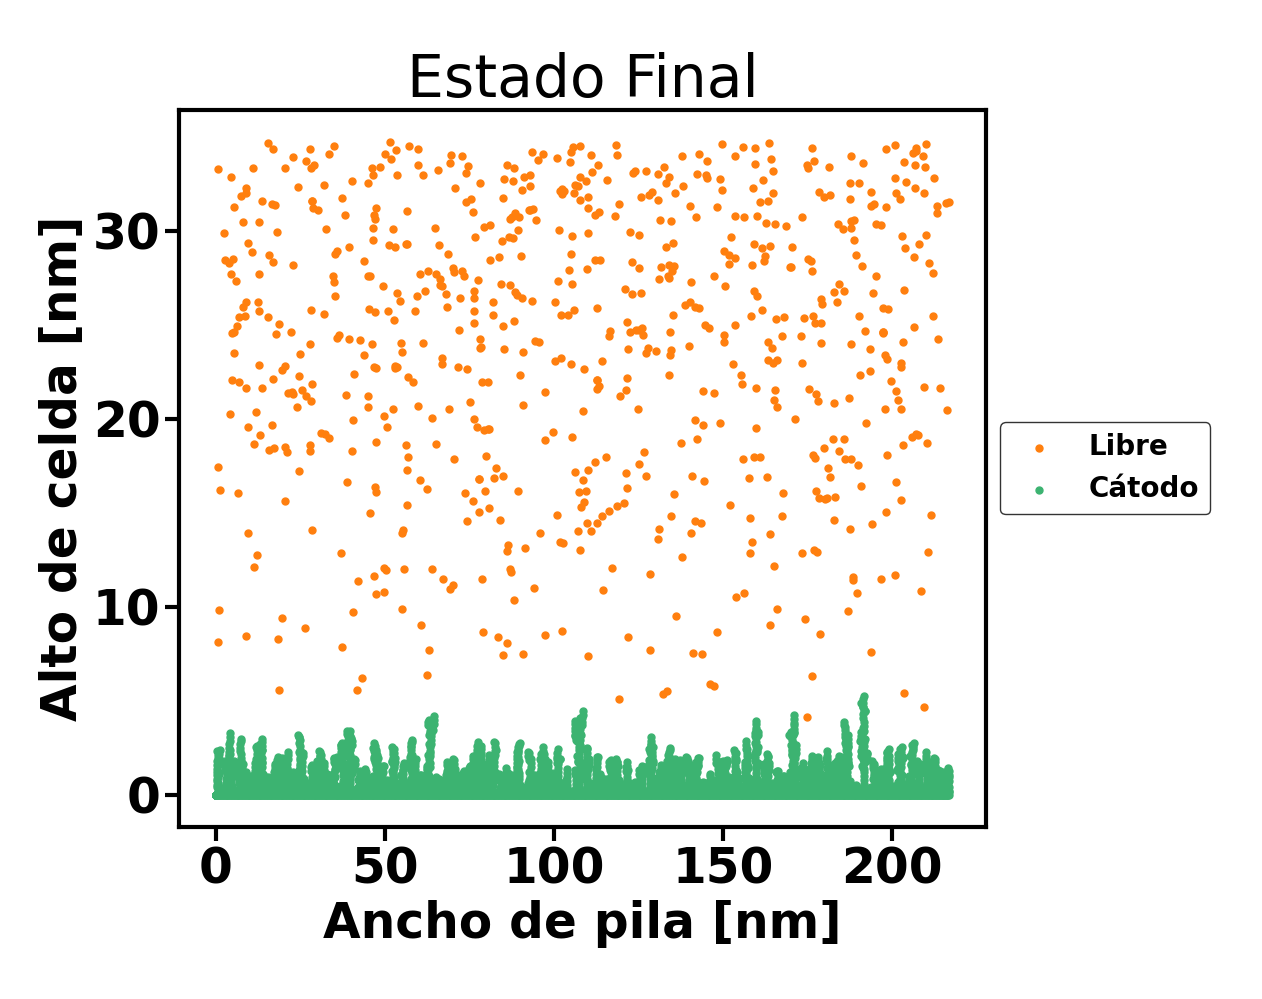 Estado Final
Alto de celda [nm]
30
20
10
0
0 50 100 150 200
Ancho de pila [nm]
Libre
Cátodo